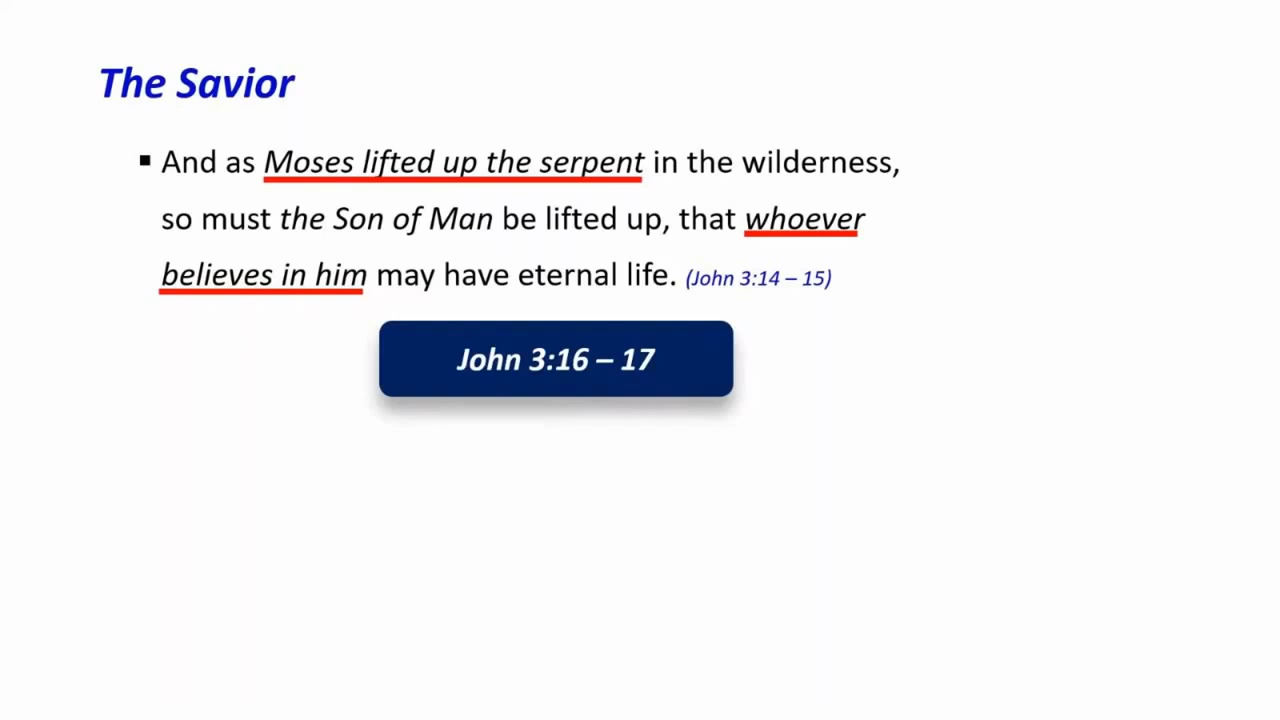 The Savior
▪ And as Moses lifted up the serpent in the wilderness,
so must the Son of Man be lifted up, that whoever
believes in him may have eternal life. (John 3:14 – 15)
John 3:16 – 17